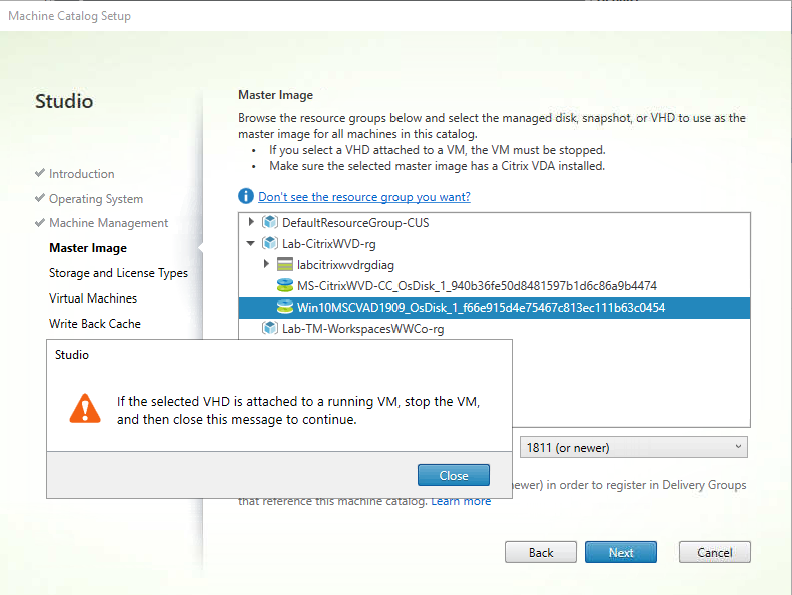 Machine Catalog Setup
Studio
Introduction
Operating System
Machine Management
Master Image
Storage and License Types
Virtual Machines
Write Back Cache
Master Image
Browse the resource groups below and select the managed disk, snapshot, or VHD to use as the
master image for all machines in this catalog.
• If you select a VHD attached to a VM, the VM must be stopped.
• Make sure the selected master image has a Citrix VDA installed.
Don't see the resource group you want?
DefaultResourceGroup-CUS
Lab-CitrixWVD-rg
labcitrixwvdrgdiag
MS-CitrixWVD-CC_OsDisk_1_940b36fe50d8481597b1d6c86a9b4474
Win10MSCVAD1909_OsDisk_1_f66e915d4e75467c813ec111b63c0454
Lab-TM-WorkspacesWWCo-rg
Studio
If the selected VHD is attached to a running VM, stop the VM,
and then close this message to continue.
Close
1811 (or newer)
newer) in order to register in Delivery Groups
that reference this machine catalog. Learn more
Back
Next
Cancel